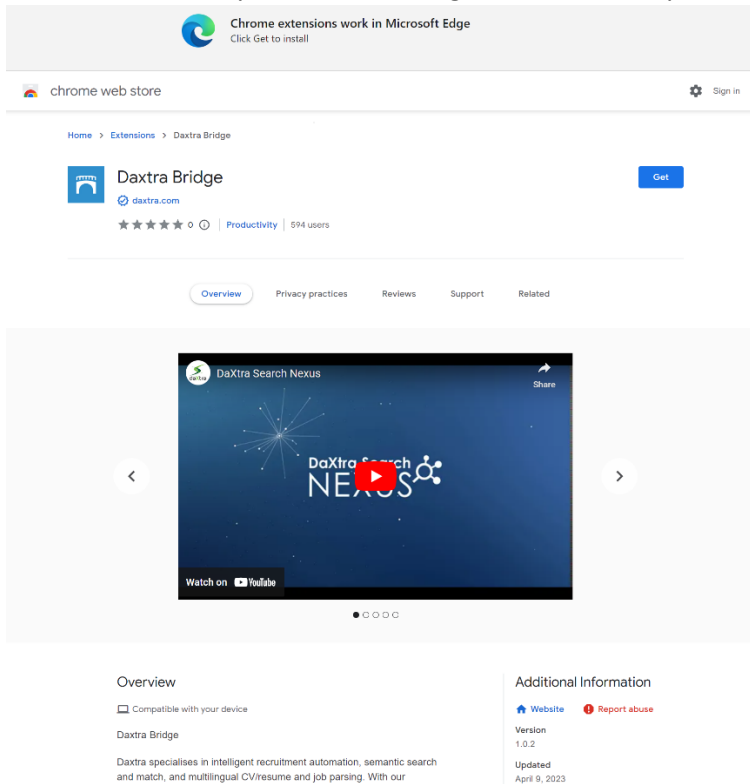 Chrome extensions work in Microsoft Edge
Click Get to install
chrome web store
Sign in
Home > Extensions > Daxtra Bridge
Daxtra Bridge
Get
daxtra.com
0 | Productivity | 594 users
Overview Privacy practices Reviews Support Related
daxtra
DaXtra Search Nexus
Share
DaXtra Search
NEXUS
Watch on YouTube
Overview
Compatible with your device
Daxtra Bridge
Daxtra specialises in intelligent recruitment automation, semantic search
and match, and multilingual CV/resume and job parsing. With our
Additional Information
Website Report abuse
Version
1.0.2
Updated
April 9, 2023